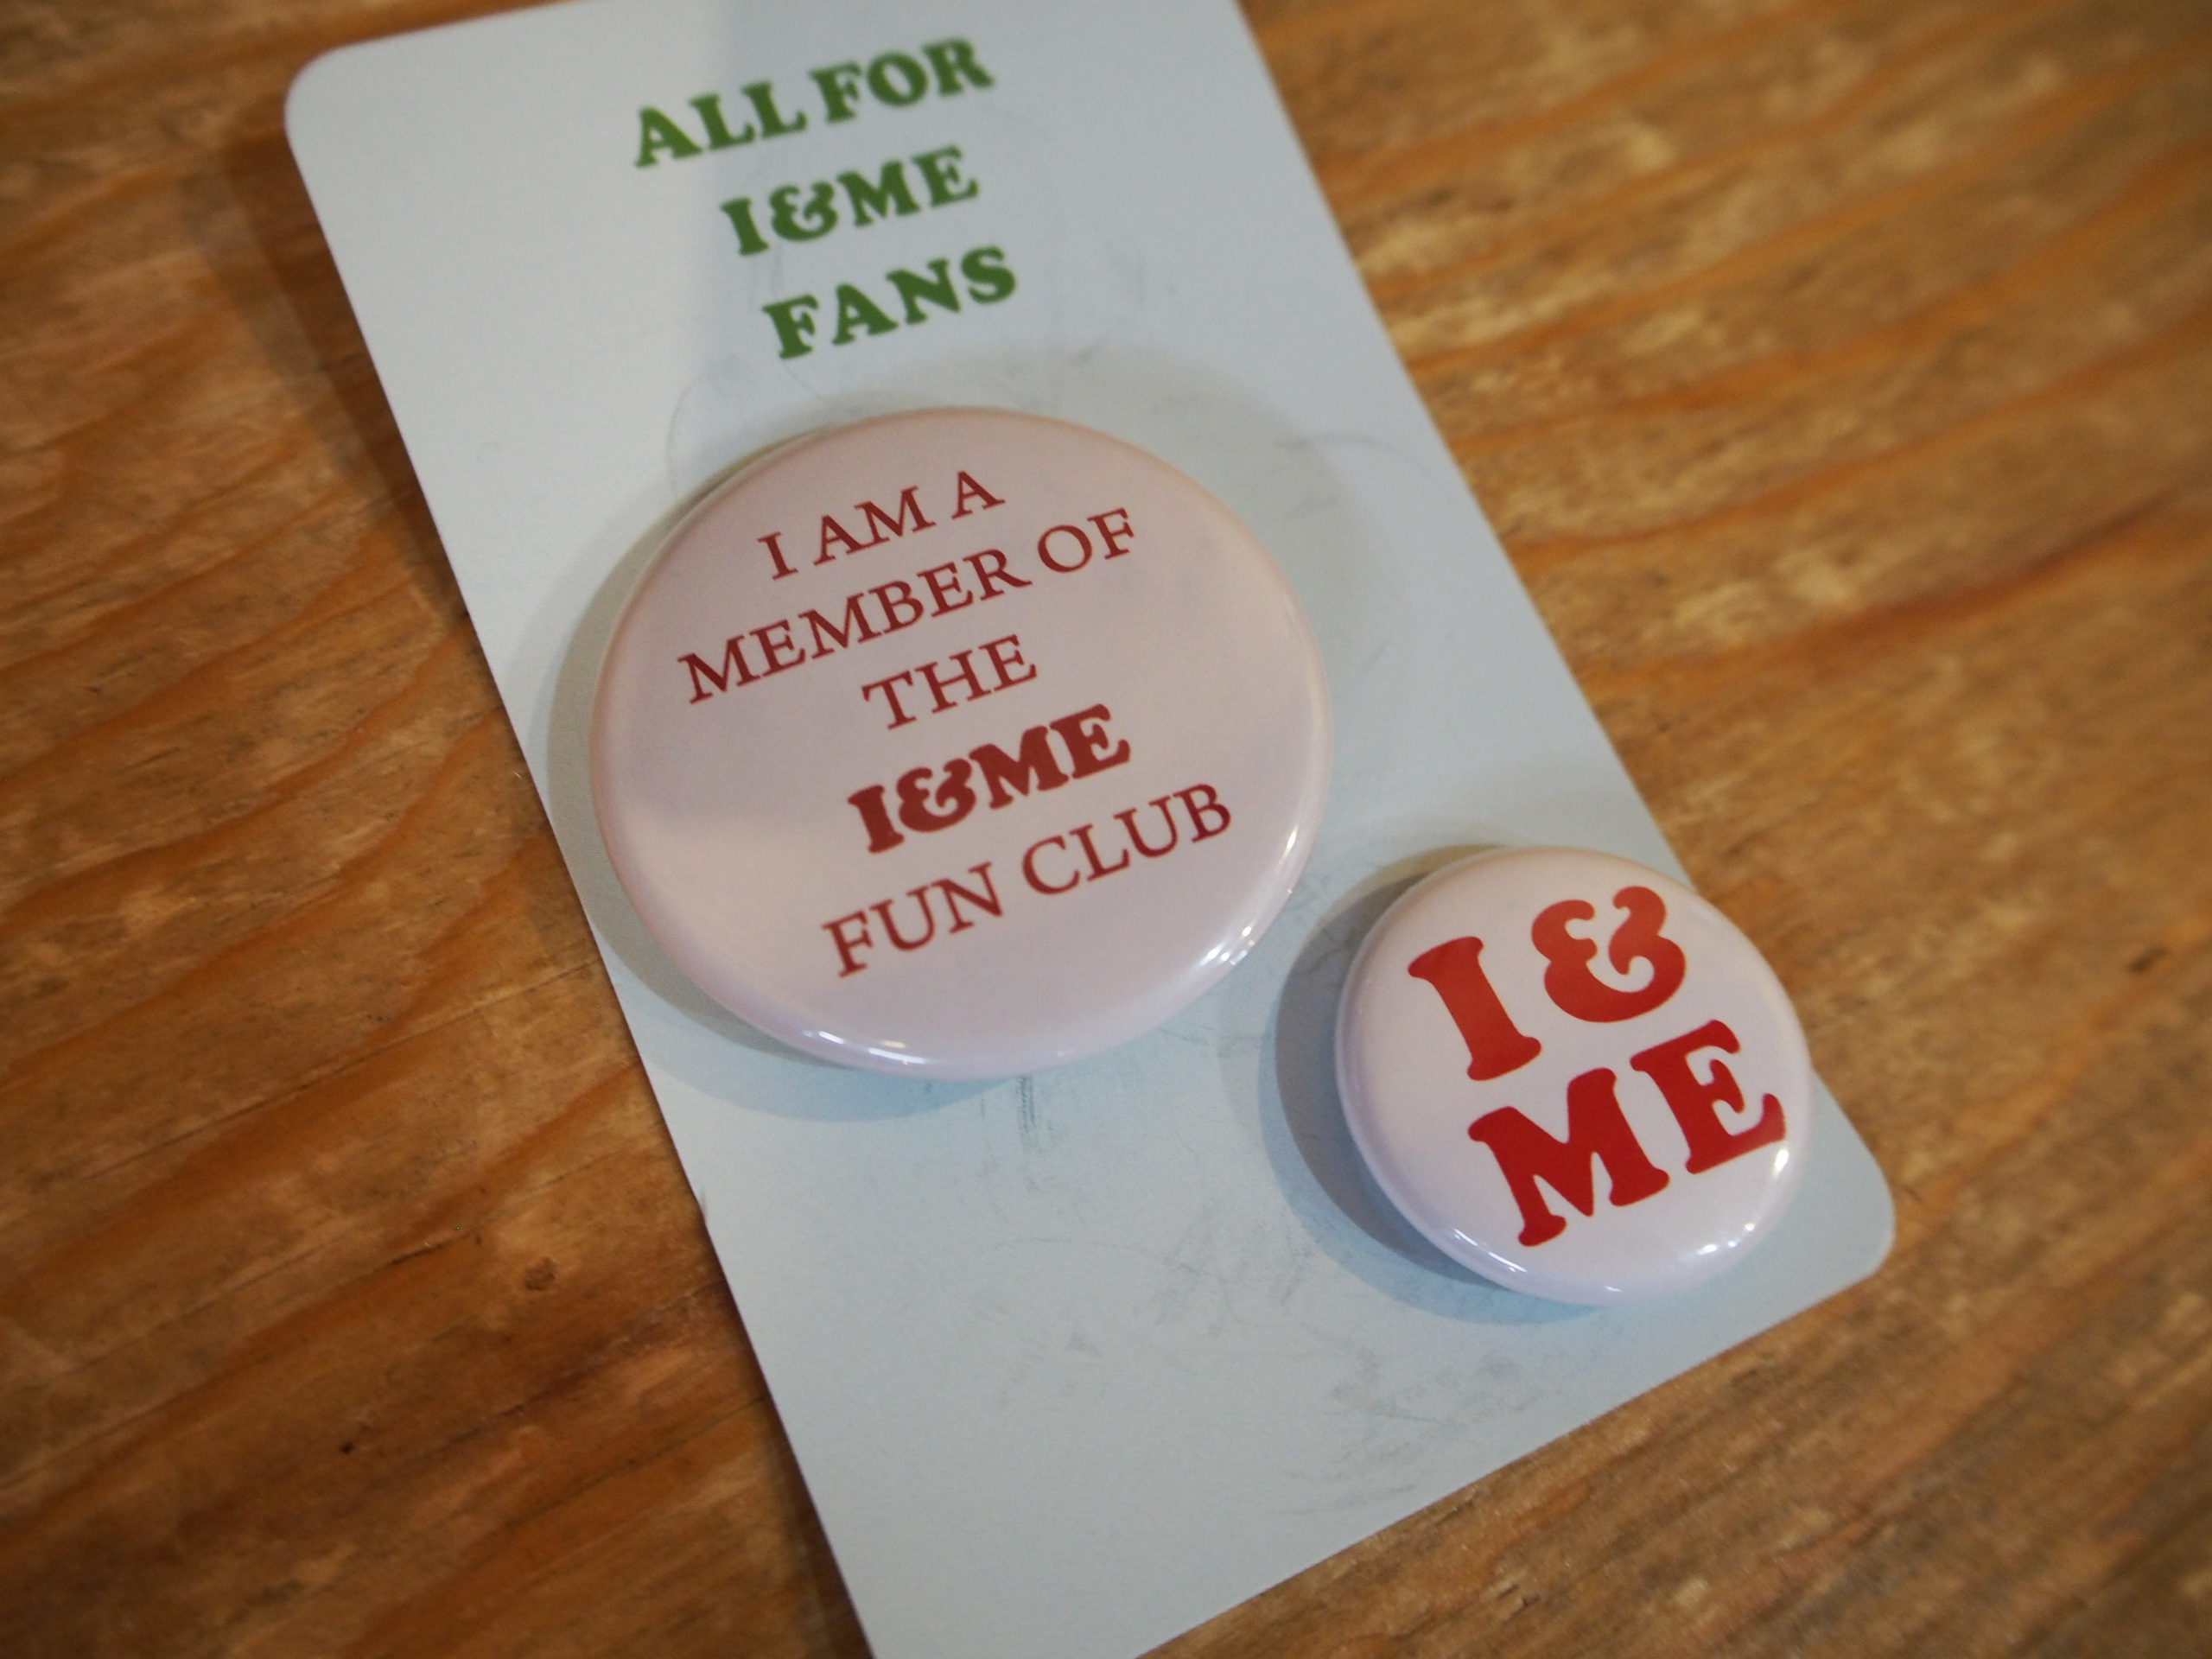 ALL FOR
I&ME
FANS
I AM A
MEMBER OF
THE
I&ME
FUN CLUB
I&
ME